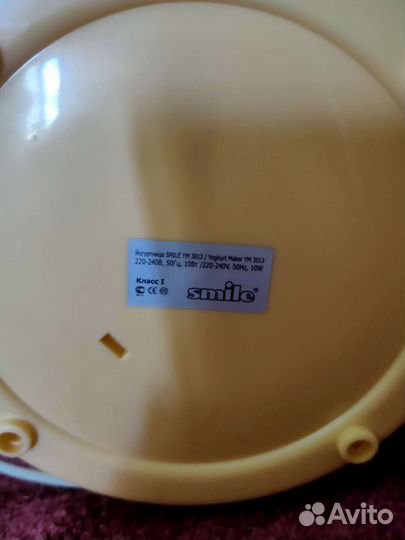 Йогуртница SMILE YM 3012 / Yoghurt Maker YM 3012
220-240В, 50Гц, 10Вт /220-240V, 50Hz, 10W
Класс I
smile®
Avito